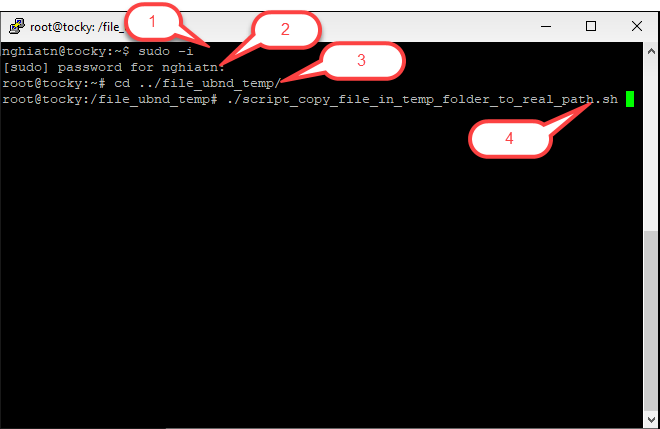 root@tocky: /file_
1
2
3
4
nghiatn@tocky:~$ sudo -i
[sudo] password for nghiatn:
root@tocky:~# cd ../file_ubnd_temp/
root@tocky:/file_ubnd_temp# ./script_copy_file_in_temp_folder_to_real_path.sh